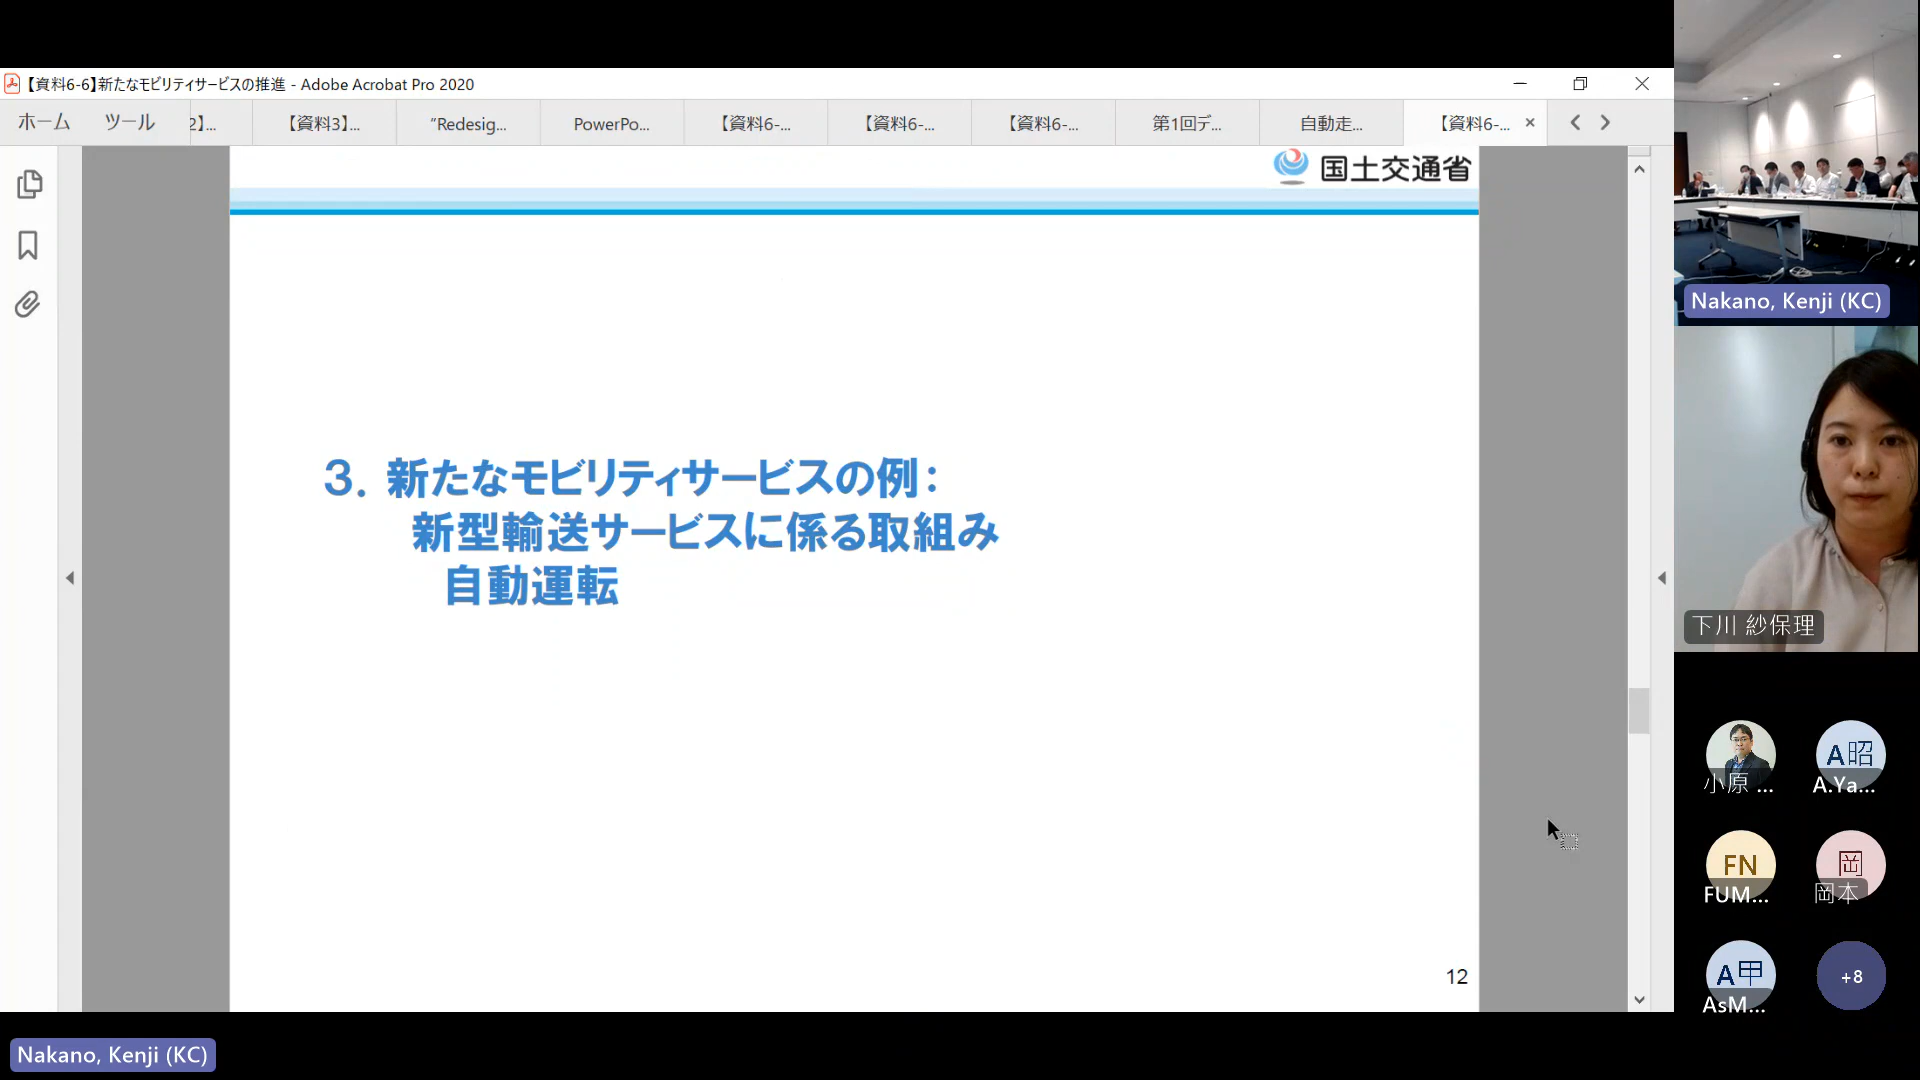 【資料6-6】新たなモビリティサービスの推進 - Adobe Acrobat Pro 2020
ホーム
ツール
2】...
【資料3】...
“Redesig...
PowerPo...
【資料6-...
【資料6-...
【資料6-...
第1回デ...
自動走...
【資料6-...
国土交通省
3．新たなモビリティサービスの例：
新型輸送サービスに係る取組み
自動運転
12
Nakano, Kenji (KC)
下川 紗保理
小原 ...
A昭
A.Ya...
FN
FUM...
岡
岡本
A甲
AsM...
+8
Nakano, Kenji (KC)